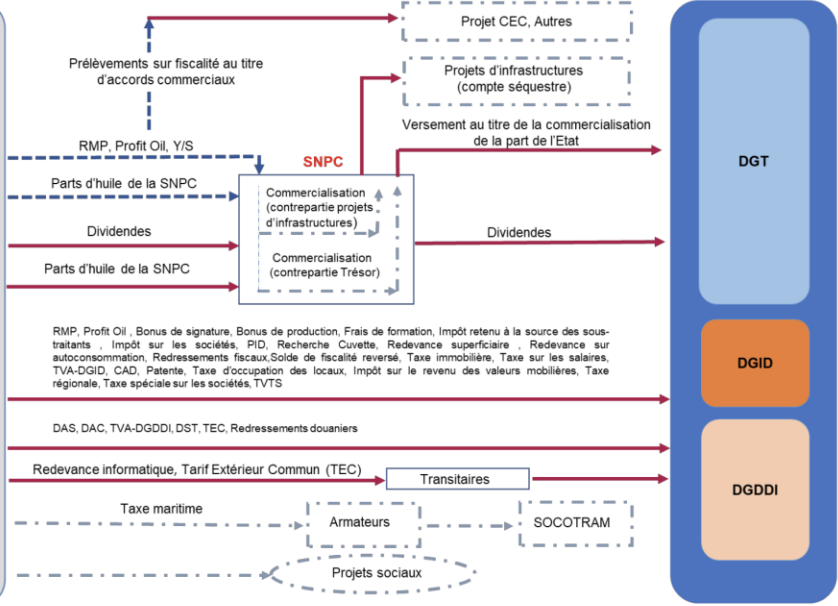 Projet CEC, Autres
Prélèvements sur fiscalité au titre
d'accords commerciaux
Projets d'infrastructures
(compte séquestre)
Versement au titre de la commercialisation
de la part de l'Etat
RMP, Profit Oil, Y/S
SNPC
DGT
Parts d'huile de la SNPC
Commercialisation
(contrepartie projets
d'infrastructures)
Dividendes
Dividendes
Commercialisation
(contrepartie Trésor)
Parts d'huile de la SNPC
RMP, Profit Oil , Bonus de signature, Bonus de production, Frais de formation, Impôt retenu à la source des sous-
traitants , Impôt sur les sociétés, PID, Recherche Cuvette, Redevance superficiaire , Redevance sur
autoconsommation, Redressements fiscaux,Solde de fiscalité reversé, Taxe immobilière, Taxe sur les salaires,
TVA-DGID, CAD, Patente, Taxe d'occupation des locaux, Impôt sur le revenu des valeurs mobilières, Taxe
régionale, Taxe spéciale sur les sociétés, TVTS
DGID
DAS, DAC, TVA-DGDDI, DST, TEC, Redressements douaniers
Redevance informatique, Tarif Extérieur Commun (TEC)
Transitaires
DGDDI
Taxe maritime
Armateurs
SOCOTRAM
Projets sociaux